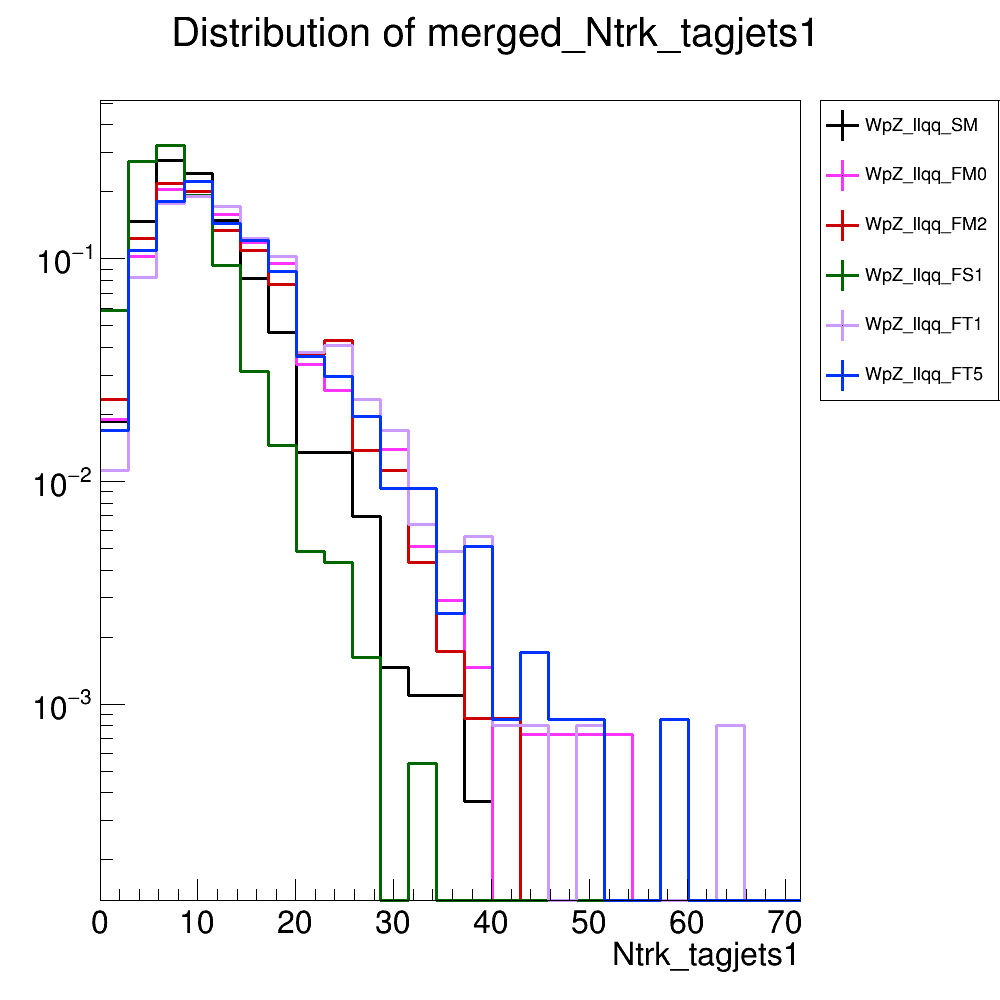 Distribution of merged_Ntrk_tagjets1
WpZ_llqq_SM
WpZ_llqq_FM0
WpZ_llqq_FM2
WpZ_llqq_FS1
WpZ_llqq_FT1
WpZ_llqq_FT5
10⁻¹
10⁻²
10⁻³
0 10 20 30 40 50 60 70
Ntrk_tagjets1